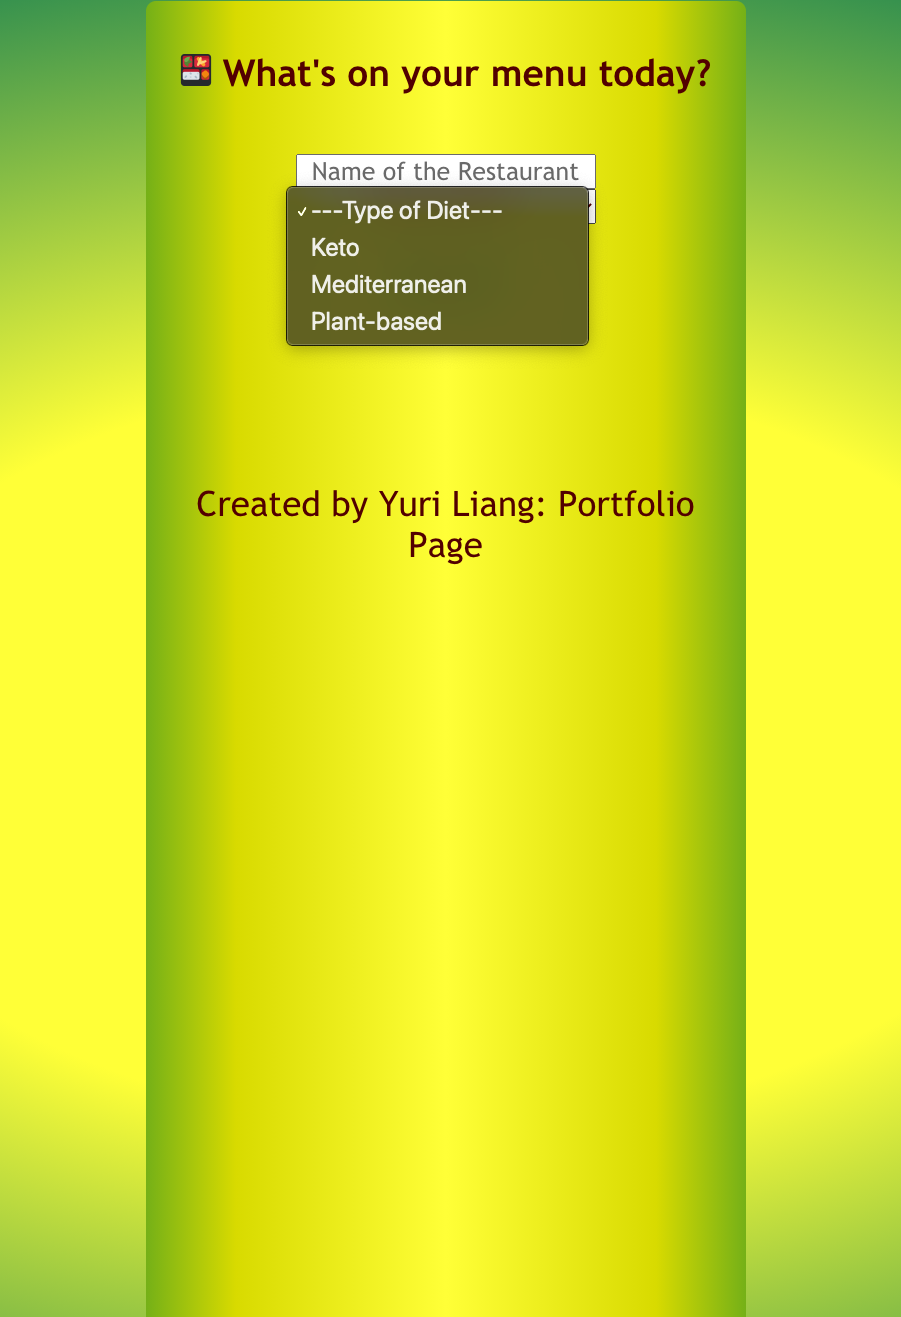 What's on your menu today?
Name of the Restaurant
---Type of Diet---
Keto
Mediterranean
Plant-based
Created by Yuri Liang: Portfolio
Page